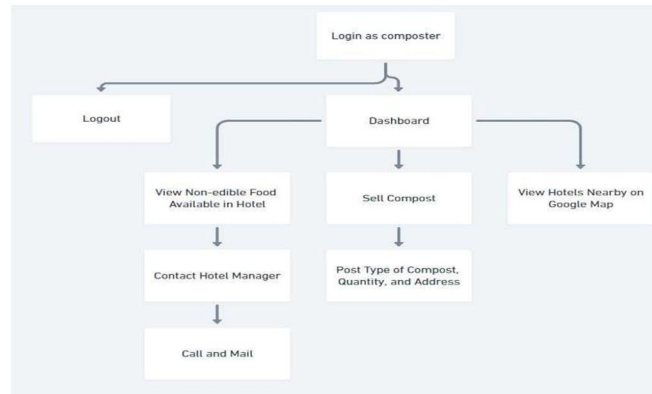 Login as composter
Logout
Dashboard
View Non-edible Food
Available in Hotel
Sell Compost
View Hotels Nearby on
Google Map
Contact Hotel Manager
Post Type of Compost,
Quantity, and Address
Call and Mail